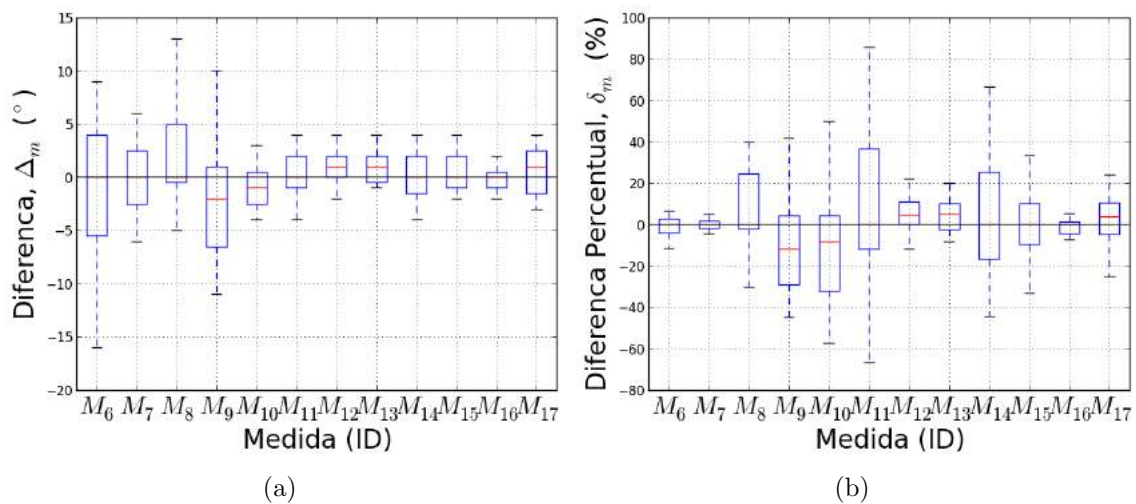 15
10
5
0
−5
−10
−15
−20
Diferenca, Δm (°)
M6 M7 M8 M9 M10 M11 M12 M13 M14 M15 M16 M17
Medida (ID)
(a)
100
80
60
40
20
0
−20
−40
−60
−80
Diferenca Percentual, δm (%)
M6 M7 M8 M9 M10 M11 M12 M13 M14 M15 M16 M17
Medida (ID)
(b)